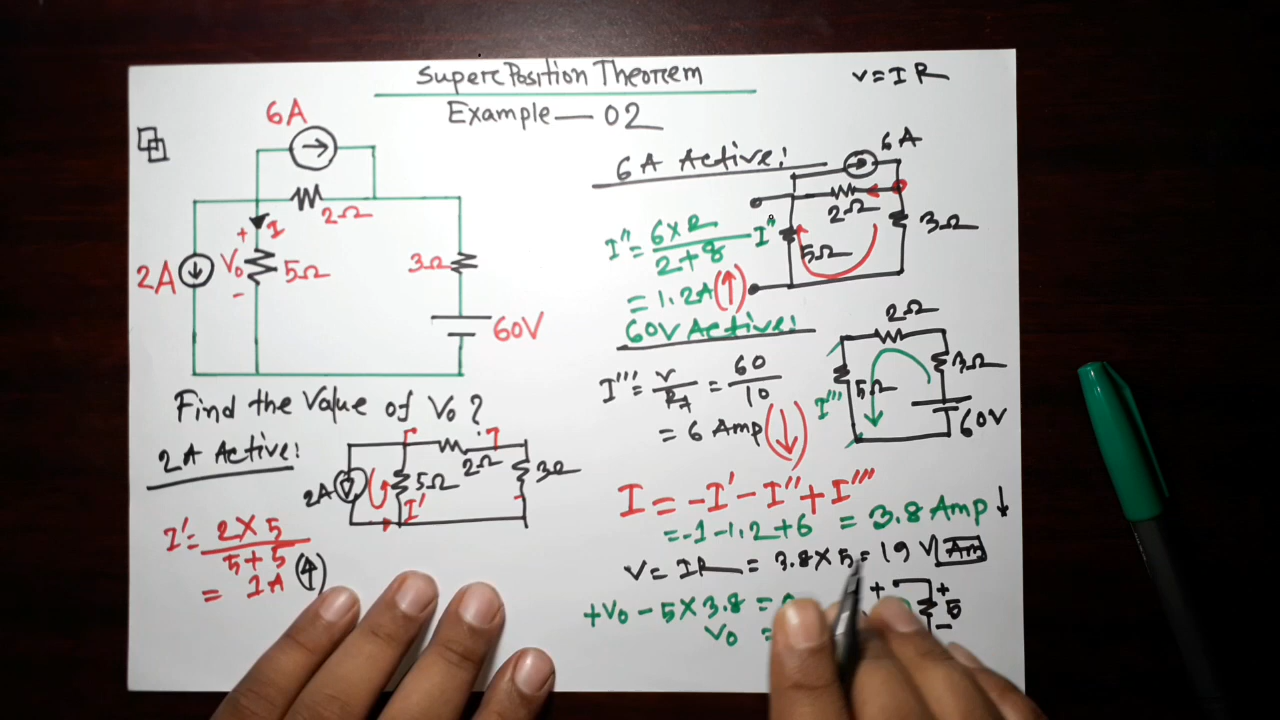 Superposition Theorem
Example — 02
V = IR
6A
2Ω
I
+
V₀
-
5Ω
2A
3Ω
60V
Find the Value of V₀ ?
2A Active:
2A
5Ω
2Ω
3Ω
I'
I' = 2 × 5 / 5 + 5
= 1A (↑)
6A Active:
6A
2Ω
3Ω
I''
5Ω
I'' = 6 × 2 / 2 + 8
= 1.2A (↑)
60V Active:
2Ω
3Ω
5Ω
I'''
60V
I''' = V / R = 60 / 10
= 6 Amp (↓)
I = -I' - I'' + I'''
= -1 - 1.2 + 6 = 3.8 Amp ↓
V = IR = 3.8 × 5 = 19 V Ans
+V₀ - 5 × 3.8 =
V₀ =
+ +
5
-